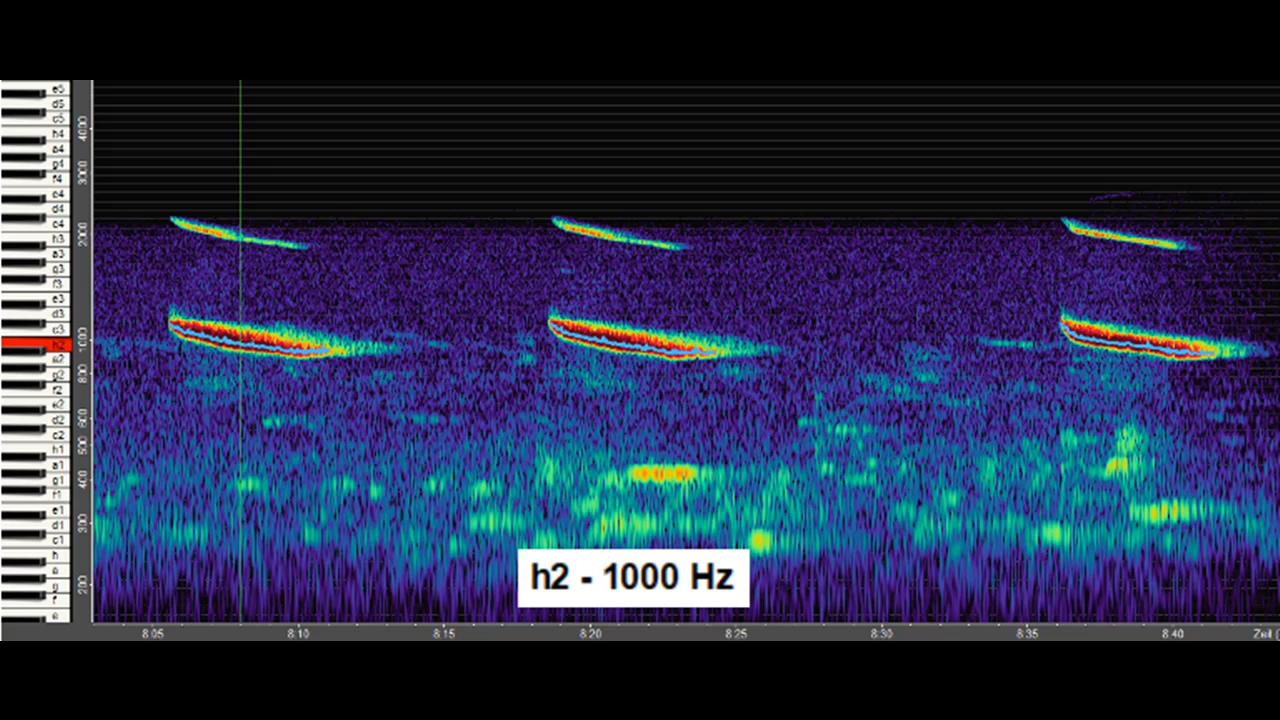 e5
d5
c5
h4
a4
g4
f4
e4
d4
c4
h3
a3
g3
f3
e3
d3
c3
h2
a2
g2
f2
e2
d2
c2
h1
a1
g1
f1
e1
d1
c1
h
a
g
f
e
4000
3000
2000
1000
800
600
500
400
300
200
h2 - 1000 Hz
8:05 8:10 8:15 8:20 8:25 8:30 8:35 8:40 Zeit (